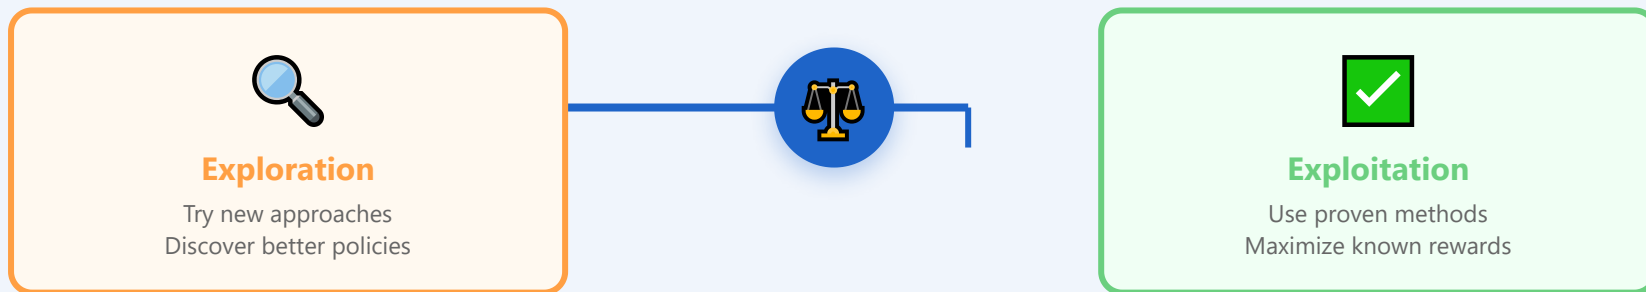 Exploration
Try new approaches
Discover better policies
Exploitation
Use proven methods
Maximize known rewards